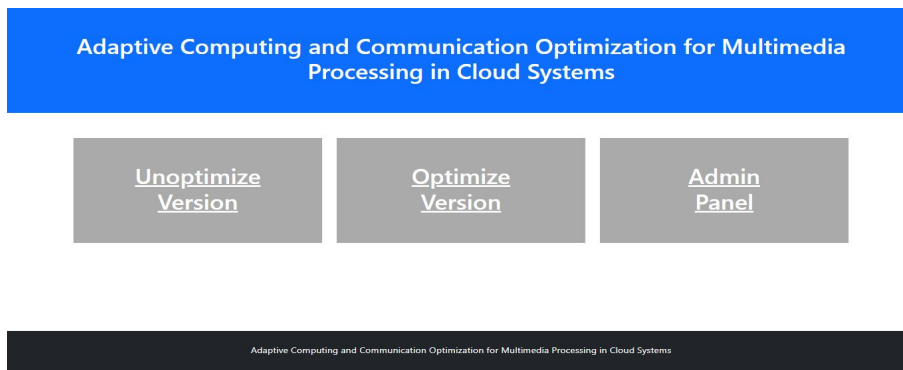 Adaptive Computing and Communication Optimization for Multimedia
Processing in Cloud Systems
Unoptimize
Version
Optimize
Version
Admin
Panel
Adaptive Computing and Communication Optimization for Multimedia Processing in Cloud Systems